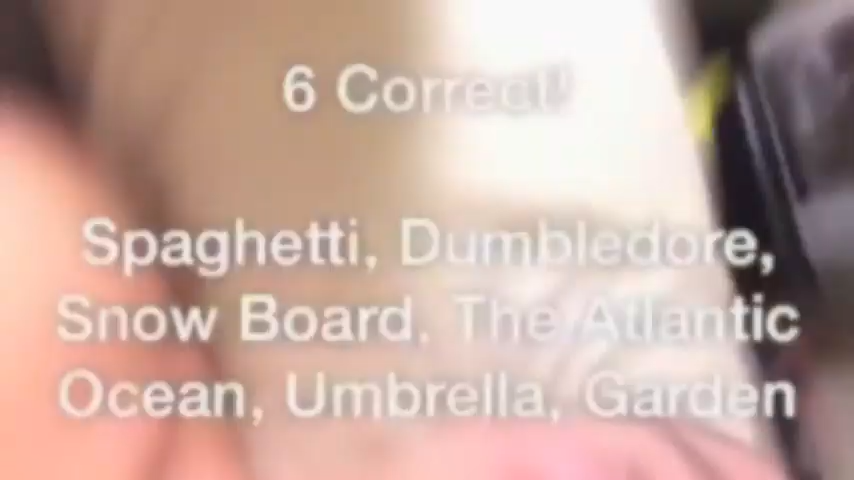 6 Correct!
Spaghetti, Dumbledore,
Snow Board, The Atlantic
Ocean, Umbrella, Garden